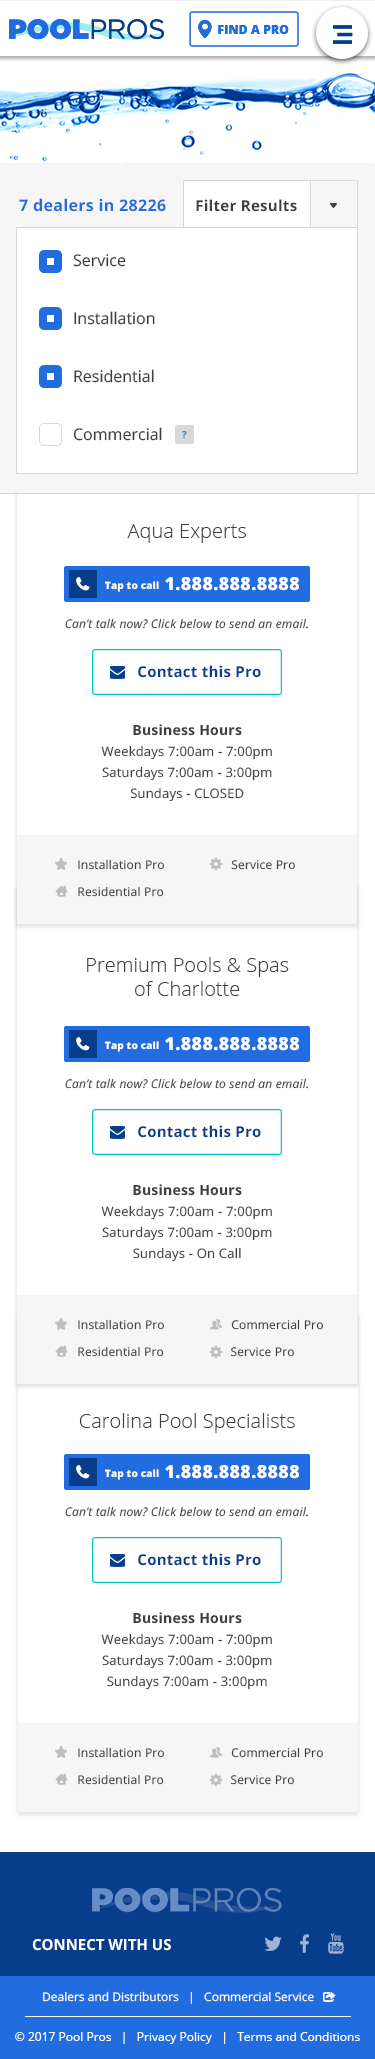 POOLPROS
FIND A PRO
7 dealers in 28226
Filter Results
Service
Installation
Residential
Commercial ?
Aqua Experts
Tap to call 1.888.888.8888
Can't talk now? Click below to send an email.
Contact this Pro
Business Hours
Weekdays 7:00am - 7:00pm
Saturdays 7:00am - 3:00pm
Sundays - CLOSED
Installation Pro Service Pro
Residential Pro
Premium Pools & Spas
of Charlotte
Tap to call 1.888.888.8888
Can't talk now? Click below to send an email.
Contact this Pro
Business Hours
Weekdays 7:00am - 7:00pm
Saturdays 7:00am - 3:00pm
Sundays - On Call
Installation Pro Commercial Pro
Residential Pro Service Pro
Carolina Pool Specialists
Tap to call 1.888.888.8888
Can't talk now? Click below to send an email.
Contact this Pro
Business Hours
Weekdays 7:00am - 7:00pm
Saturdays 7:00am - 3:00pm
Sundays 7:00am - 3:00pm
Installation Pro Commercial Pro
Residential Pro Service Pro
POOLPROS
CONNECT WITH US
You
Tube
Dealers and Distributors | Commercial Service
© 2017 Pool Pros | Privacy Policy | Terms and Conditions